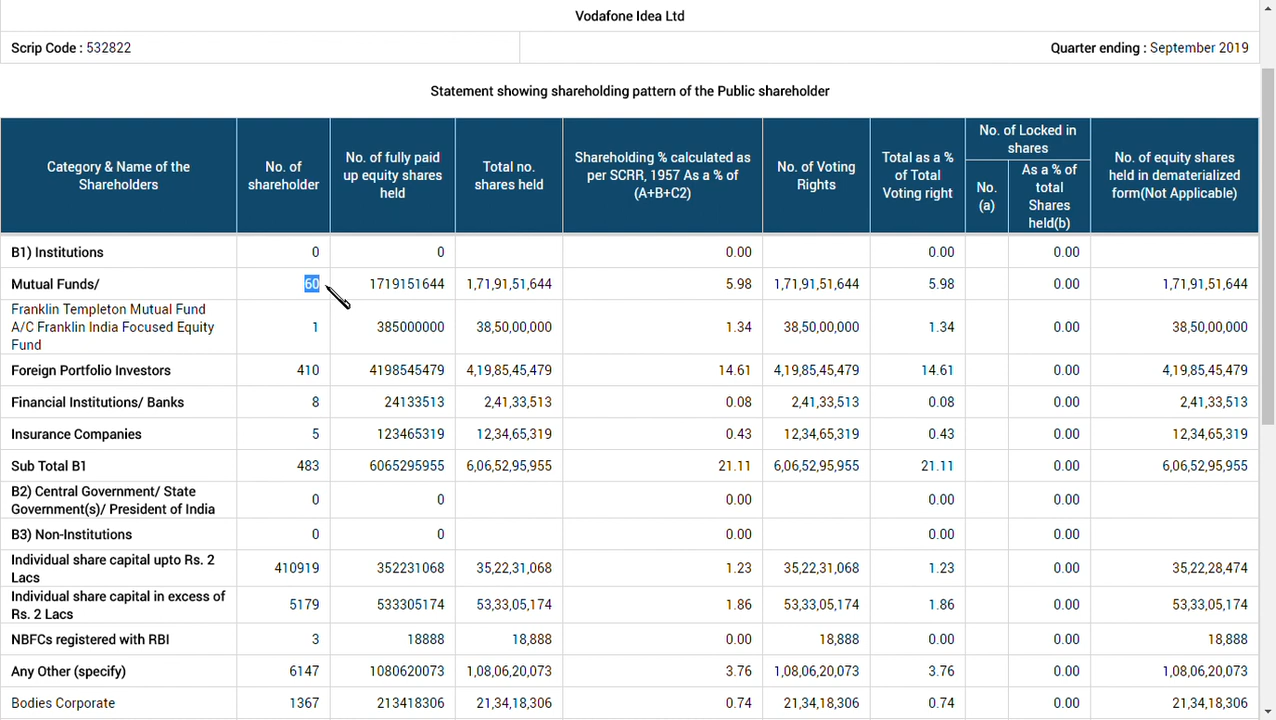 Vodafone Idea Ltd
Scrip Code : 532822 Quarter ending : September 2019
Statement showing shareholding pattern of the Public shareholder
Category & Name of the Shareholders No. of shareholder No. of fully paid up equity shares held Total no. shares held Shareholding % calculated as per SCRR, 1957 As a % of (A+B+C2) No. of Voting Rights Total as a % of Total Voting right No. of Locked in shares No. (a) As a % of total Shares held(b) No. of equity shares held in dematerialized form(Not Applicable)
B1) Institutions 0 0 0.00 0.00 0.00
Mutual Funds/ 60 1719151644 1,71,91,51,644 5.98 1,71,91,51,644 5.98 0.00 1,71,91,51,644
Franklin Templeton Mutual Fund
A/C Franklin India Focused Equity 1 385000000 38,50,00,000 1.34 38,50,00,000 1.34 0.00 38,50,00,000
Fund
Foreign Portfolio Investors 410 4198545479 4,19,85,45,479 14.61 4,19,85,45,479 14.61 0.00 4,19,85,45,479
Financial Institutions/ Banks 8 24133513 2,41,33,513 0.08 2,41,33,513 0.08 0.00 2,41,33,513
Insurance Companies 5 123465319 12,34,65,319 0.43 12,34,65,319 0.43 0.00 12,34,65,319
Sub Total B1 483 6065295955 6,06,52,95,955 21.11 6,06,52,95,955 21.11 0.00 6,06,52,95,955
B2) Central Government/ State
Government(s)/ President of India 0 0 0.00 0.00 0.00
B3) Non-Institutions 0 0 0.00 0.00 0.00
Individual share capital upto Rs. 2
Lacs 410919 352231068 35,22,31,068 1.23 35,22,31,068 1.23 0.00 35,22,28,474
Individual share capital in excess of
Rs. 2 Lacs 5179 533305174 53,33,05,174 1.86 53,33,05,174 1.86 0.00 53,33,05,174
NBFCs registered with RBI 3 18888 18,888 0.00 18,888 0.00 0.00 18,888
Any Other (specify) 6147 1080620073 1,08,06,20,073 3.76 1,08,06,20,073 3.76 0.00 1,08,06,20,073
Bodies Corporate 1367 213418306 21,34,18,306 0.74 21,34,18,306 0.74 0.00 21,34,18,306